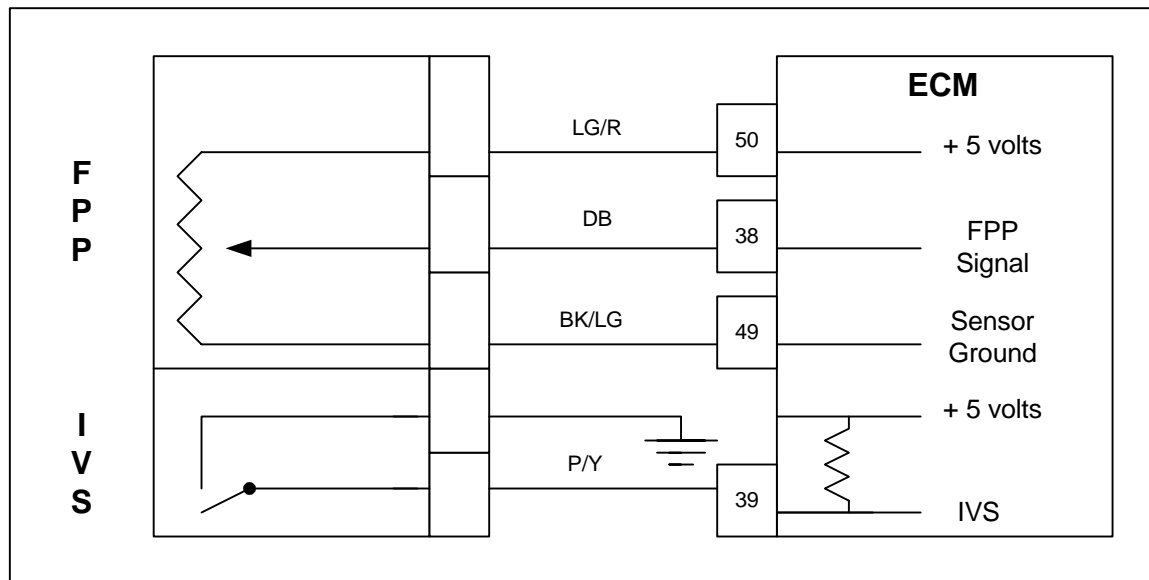 ECM
F
P
P
LG/R
50
+ 5 volts
DB
38
FPP
Signal
BK/LG
49
Sensor
Ground
I
V
S
+ 5 volts
P/Y
39
IVS